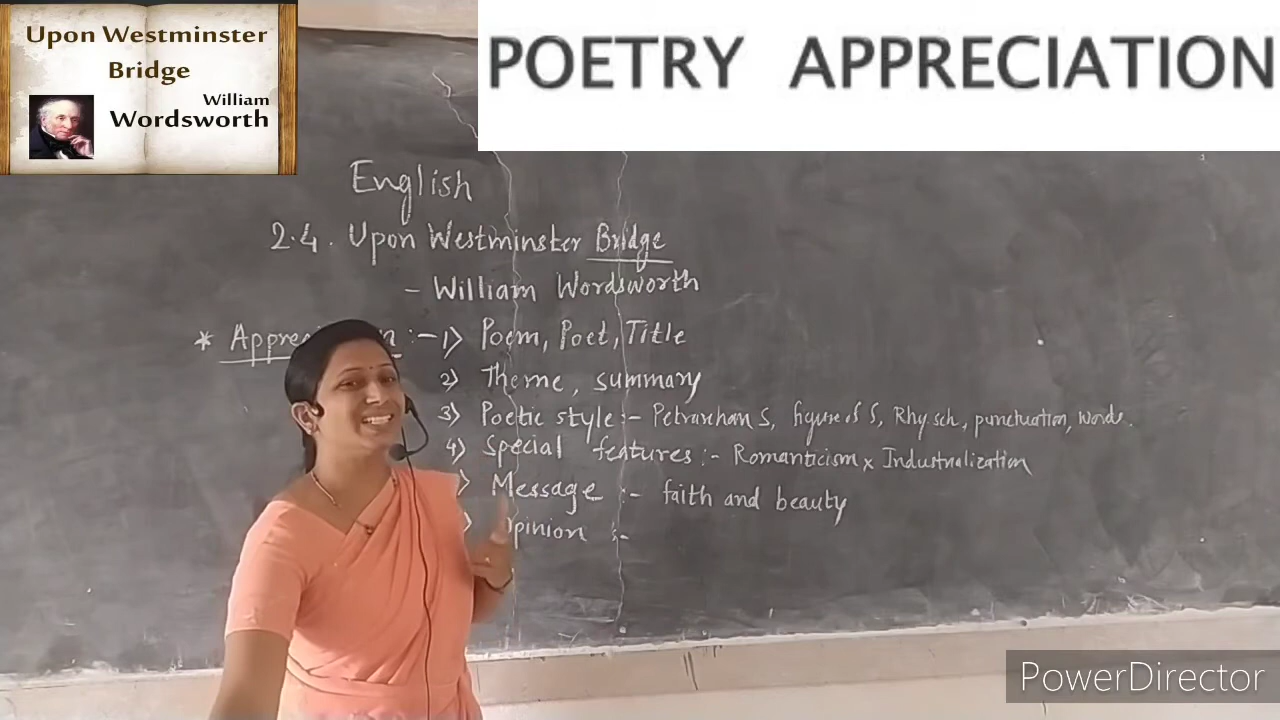 Upon Westminster
Bridge
William
Wordsworth
POETRY APPRECIATION
English
2.4. Upon Westminster Bridge
- William Wordsworth
* :- 1) Poem, Poet, Title
2) Theme, summary
3) Poetic style :- Petrarchan S, figure of S, Rhy sch, punctuation, words.
4) Special features :- Romanticism x Industrialization
) Message :- faith and beauty
) pinion :-
PowerDirector